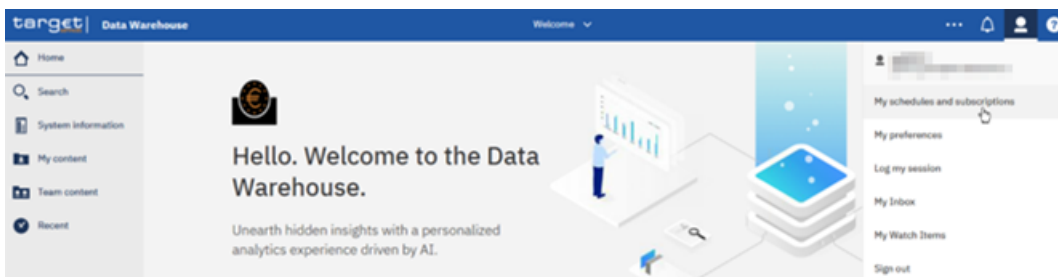 target | Data Warehouse
Welcome
Home
Search
System information
My content
Team content
Recent
Hello. Welcome to the Data
Warehouse.
Unearth hidden insights with a personalized
analytics experience driven by AI.
My schedules and subscriptions
My preferences
Log my session
My Inbox
My Watch Items
Sign out